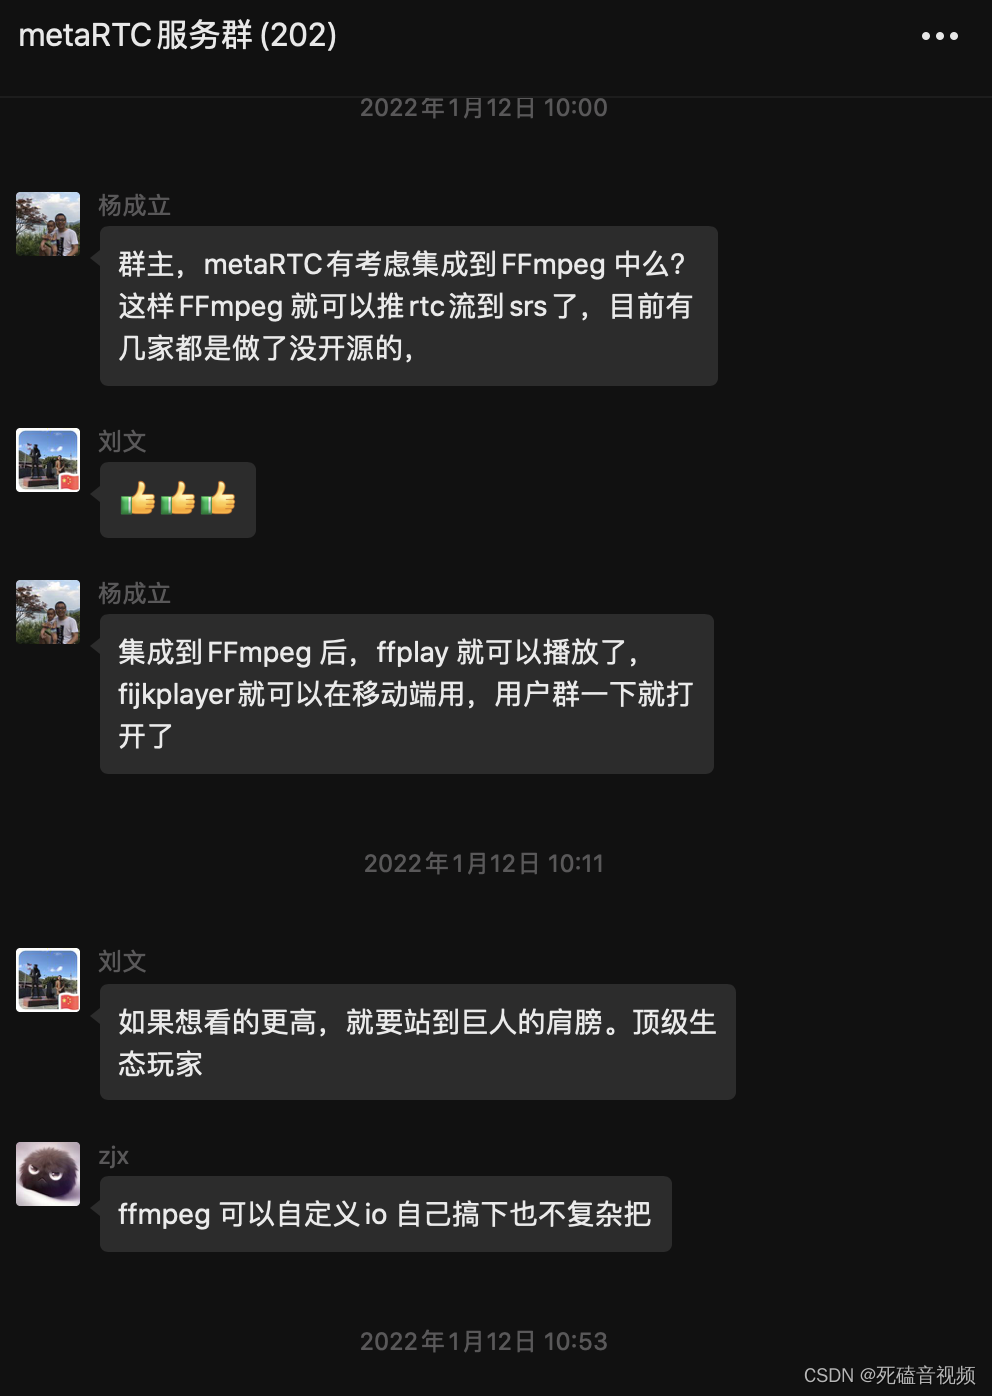 metaRTC服务群 (202)
2022年1月12日 10:00
杨成立
群主，metaRTC有考虑集成到FFmpeg 中么?
这样FFmpeg 就可以推rtc流到srs了，目前有
几家都是做了没开源的，
刘文
👍👍👍
杨成立
集成到FFmpeg 后，ffplay 就可以播放了，
fijkplayer就可以在移动端用，用户群一下就打
开了
2022年1月12日 10:11
刘文
如果想看的更高，就要站到巨人的肩膀。顶级生
态玩家
zjx
ffmpeg 可以自定义io 自己搞下也不复杂把
2022年1月12日 10:53
CSDN @死磕音视频